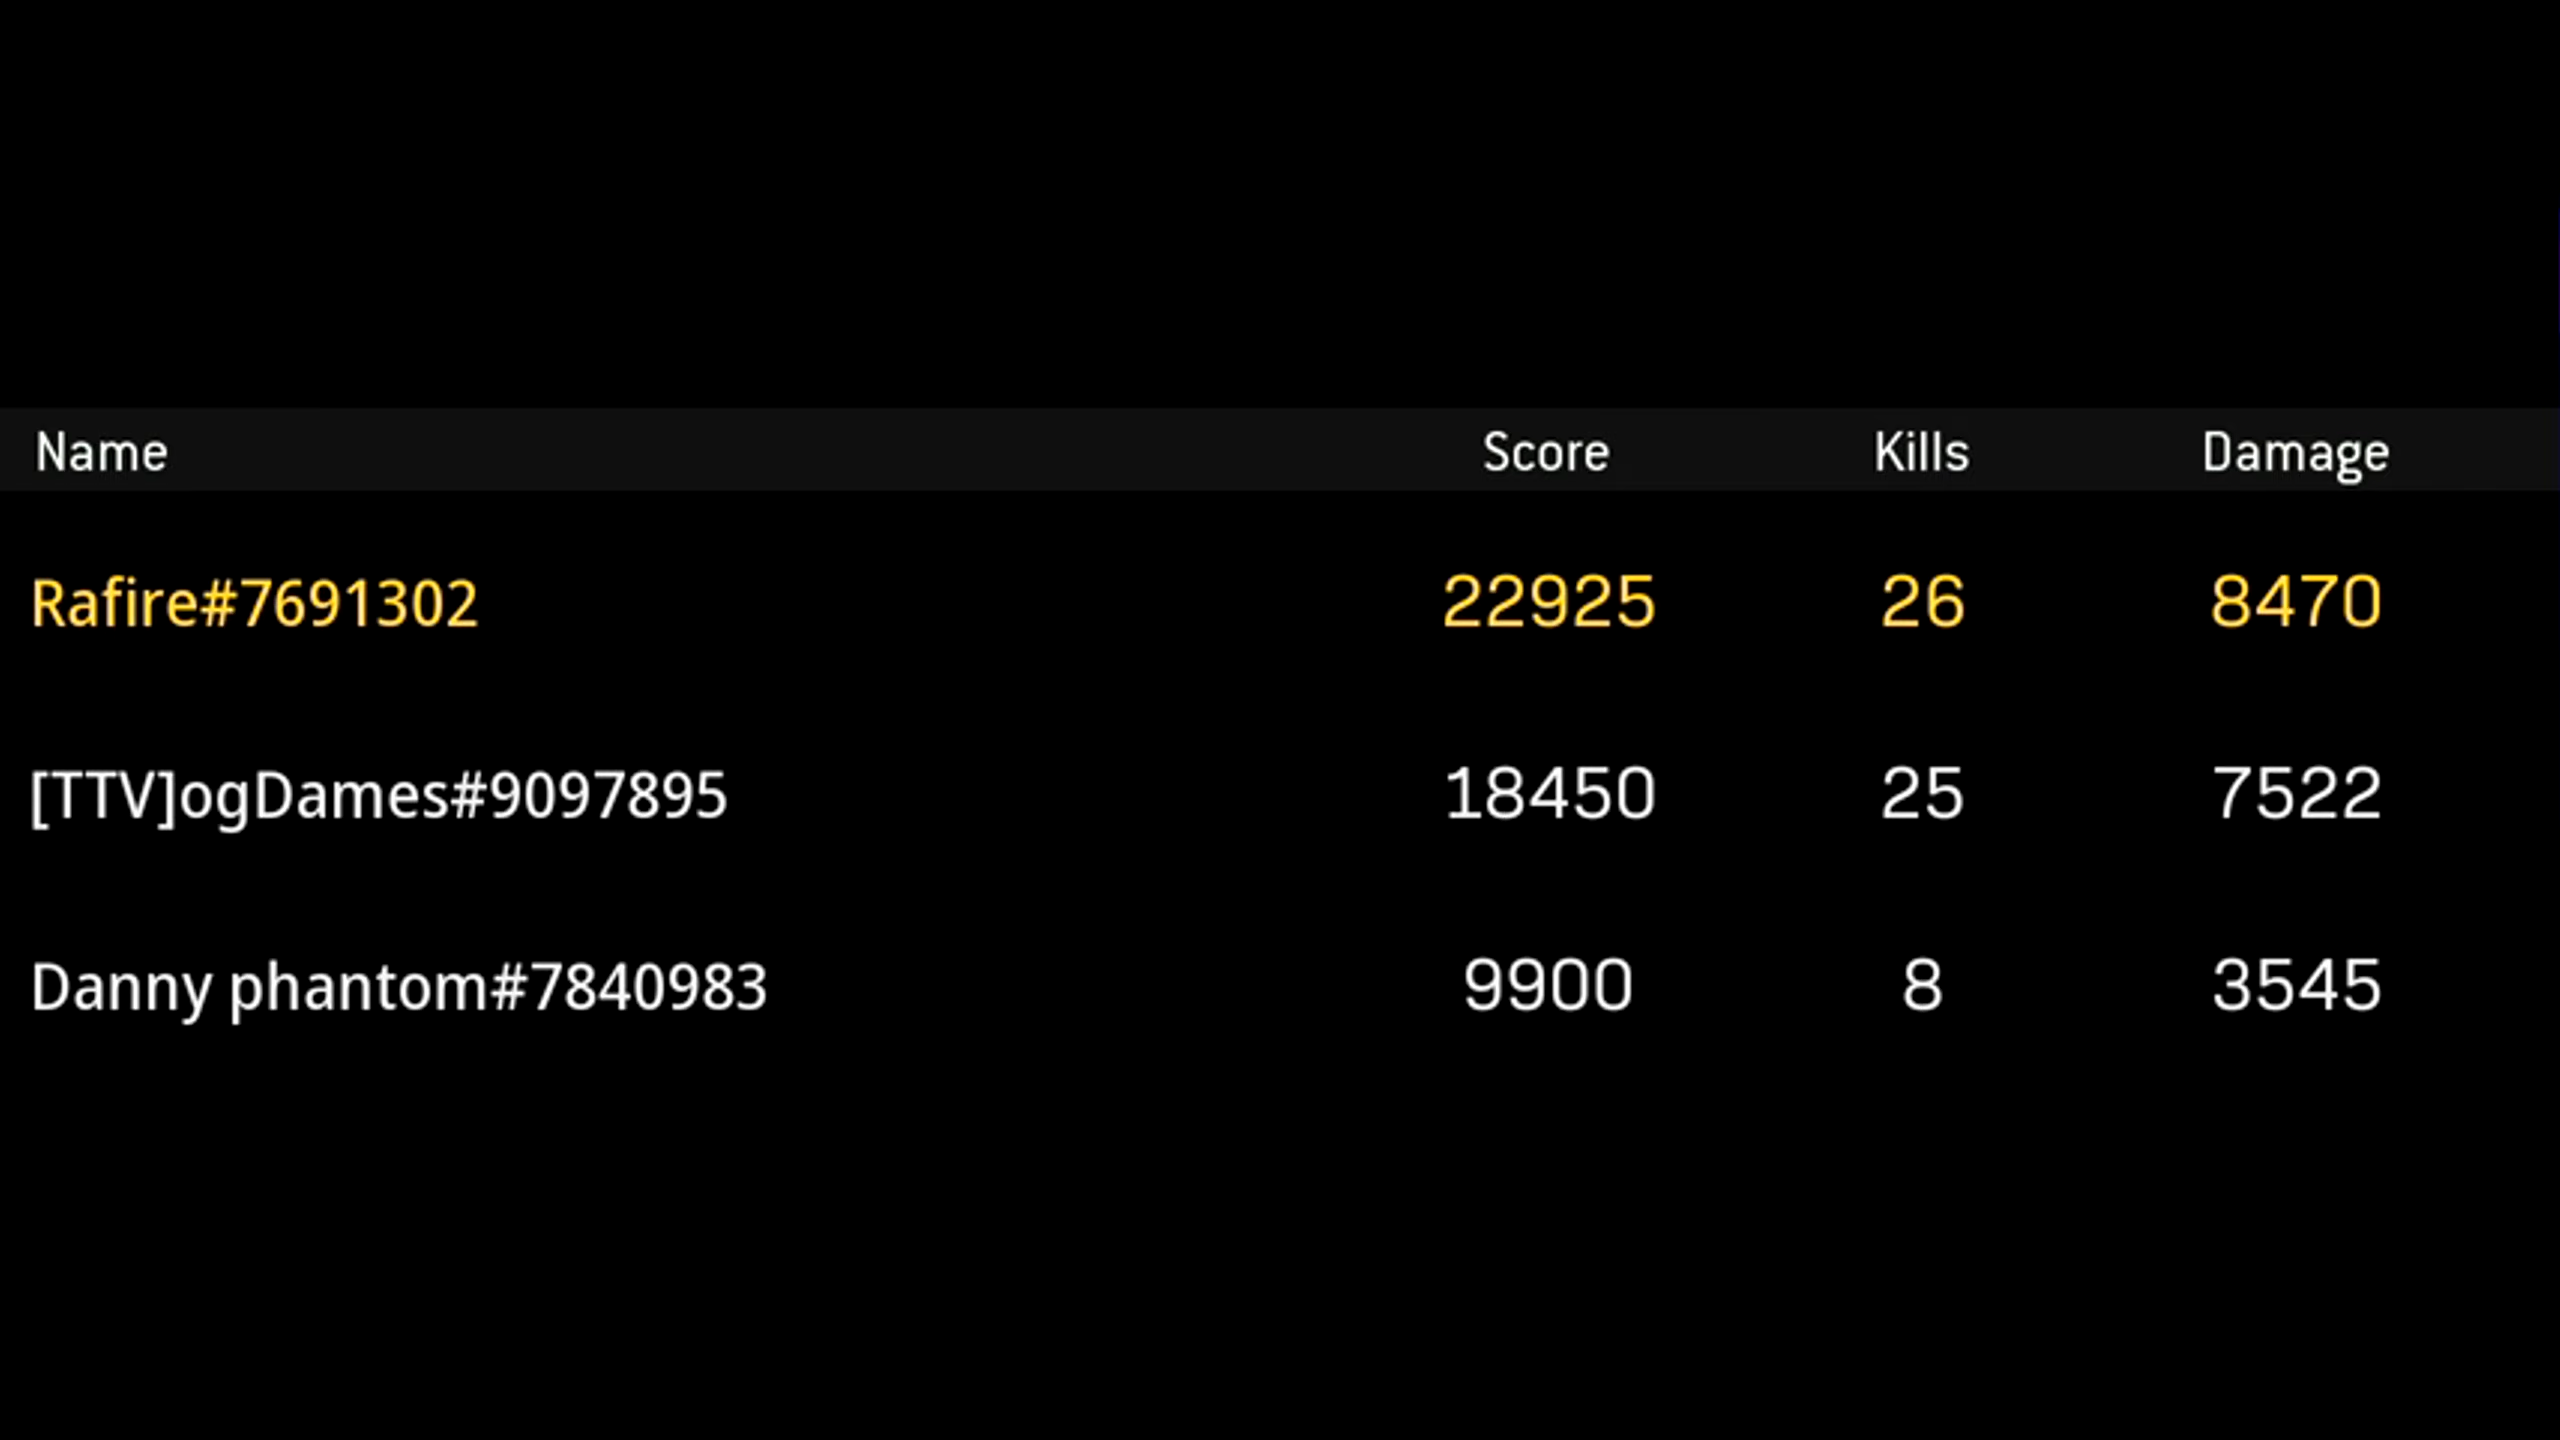 Name Score Kills Damage
Rafire#7691302 22925 26 8470
[TTV]ogDames#9097895 18450 25 7522
Danny phantom#7840983 9900 8 3545